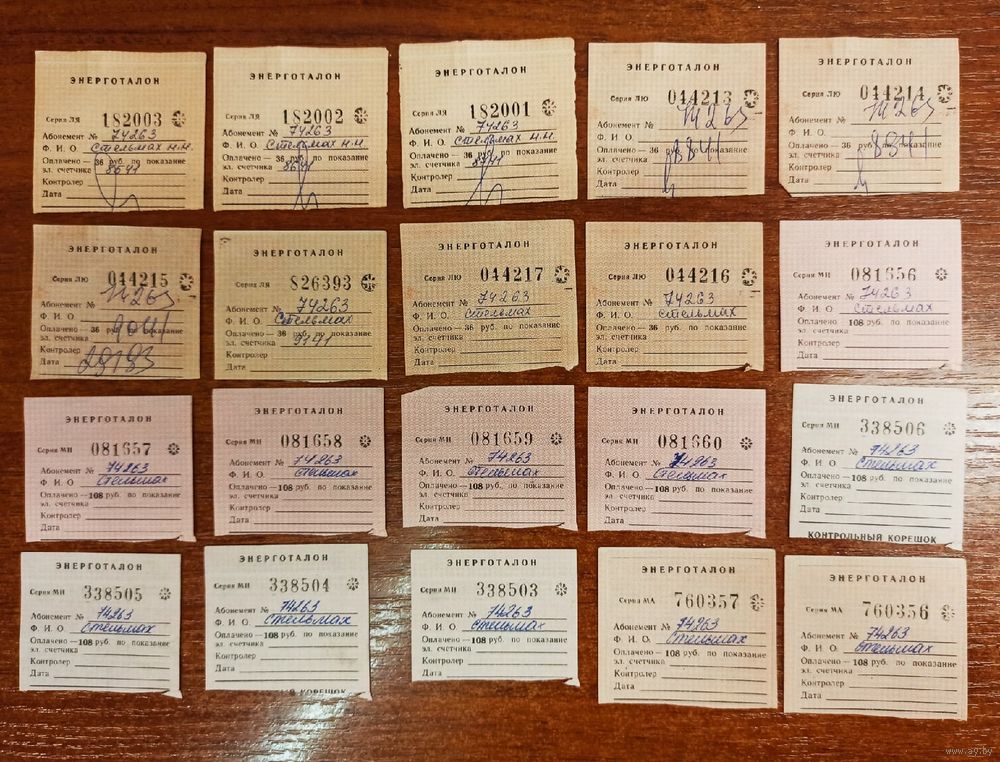 ЭНЕРГОТАЛОН
Серия ЛЯ 182003
Абонемент № 74263
Ф. И. О. Стельмах н.н.
Оплачено — 36 руб. по показание
эл. счетчика 8541
Контролер
Дата
ЭНЕРГОТАЛОН
Серия ЛЯ 182002
Абонемент № 74263
Ф. И. О. Стельмах н.н.
Оплачено — 36 руб. по показание
эл. счетчика 8641
Контролер
Дата
ЭНЕРГОТАЛОН
Серия ЛЯ 182001
Абонемент № 74263
Ф. И. О. Стельмах н.н.
Оплачено — 36 руб. по показание
эл. счетчика 8741
Контролер
Дата
ЭНЕРГОТАЛОН
Серия ЛЮ 044213
Абонемент № 74263
Ф. И. О.
Оплачено — 36 руб. по показание
эл. счетчика 8841
Контролер
Дата
ЭНЕРГОТАЛОН
Серия ЛЮ 044214
Абонемент № 74263
Ф. И. О.
Оплачено — 36 руб. по показание
эл. счетчика 8941
Контролер
Дата
ЭНЕРГОТАЛОН
Серия ЛЮ 044215
Абонемент № 74263
Ф. И. О.
Оплачено — 36 руб. по показание
эл. счетчика 9041
Контролер
Дата
ЭНЕРГОТАЛОН
Серия ЛЯ 826393
Абонемент № 74263
Ф. И. О. Стельмах
Оплачено — 36 руб. по показание
эл. счетчика 9141
Контролер
Дата
ЭНЕРГОТАЛОН
Серия ЛЮ 044217
Абонемент № 74263
Ф. И. О. Стельмах
Оплачено — 36 руб. по показание
эл. счетчика
Контролер
Дата
ЭНЕРГОТАЛОН
Серия ЛЮ 044216
Абонемент № 74263
Ф. И. О. Стельмах
Оплачено — 36 руб. по показание
эл. счетчика
Контролер
Дата
ЭНЕРГОТАЛОН
Серия МН 081656
Абонемент № 74263
Ф. И. О. Стельмах
Оплачено 108 руб. по показание
эл. счетчика
Контролер
Дата
ЭНЕРГОТАЛОН
Серия МН 081657
Абонемент № 74263
Ф. И. О. Стельмах
Оплачено — 108 руб. по показание
эл. счетчика
Контролер
Дата
ЭНЕРГОТАЛОН
Серия МН 081658
Абонемент № 74263
Ф. И. О. Стельмах
Оплачено — 108 руб. по показание
эл. счетчика
Контролер
Дата
ЭНЕРГОТАЛОН
Серия МН 081659
Абонемент № 74263
Ф. И. О. Стельмах
Оплачено — 108 руб. по показание
эл. счетчика
Контролер
Дата
ЭНЕРГОТАЛОН
Серия МН 081660
Абонемент № 74263
Ф. И. О. Стельмах
Оплачено — 108 руб. по показание
эл. счетчика
Контролер
Дата
ЭНЕРГОТАЛОН
Серия МН 338506
Абонемент № 74263
Ф. И. О. Стельмах
Оплачено — 108 руб. по показание
эл. счетчика
Контролер
Дата
КОНТРОЛЬНЫЙ КОРЕШОК
ЭНЕРГОТАЛОН
Серия МН 338505
Абонемент № 74263
Ф. И. О. Стельмах
Оплачено — 108 руб. по показание
эл. счетчика
Контролер
Дата
ЭНЕРГОТАЛОН
Серия МН 338504
Абонемент № 74263
Ф. И. О. Стельмах
Оплачено — 108 руб. по показание
эл. счетчика
Контролер
Дата
КОРЕШОК
ЭНЕРГОТАЛОН
Серия МН 338503
Абонемент № 74263
Ф. И. О. Стельмах
Оплачено — 108 руб. по показание
эл. счетчика
Контролер
Дата
ЭНЕРГОТАЛОН
Серия МА 760357
Абонемент № 74263
Ф. И. О. Стельмах
Оплачено — 108 руб. по показание
эл. счетчика
Контролер
Дата
ЭНЕРГОТАЛОН
Серия МА 760356
Абонемент № 74263
Ф. И. О. Стельмах
Оплачено — 108 руб. по показание
эл. счетчика
Контролер
Дата
www.ay.by